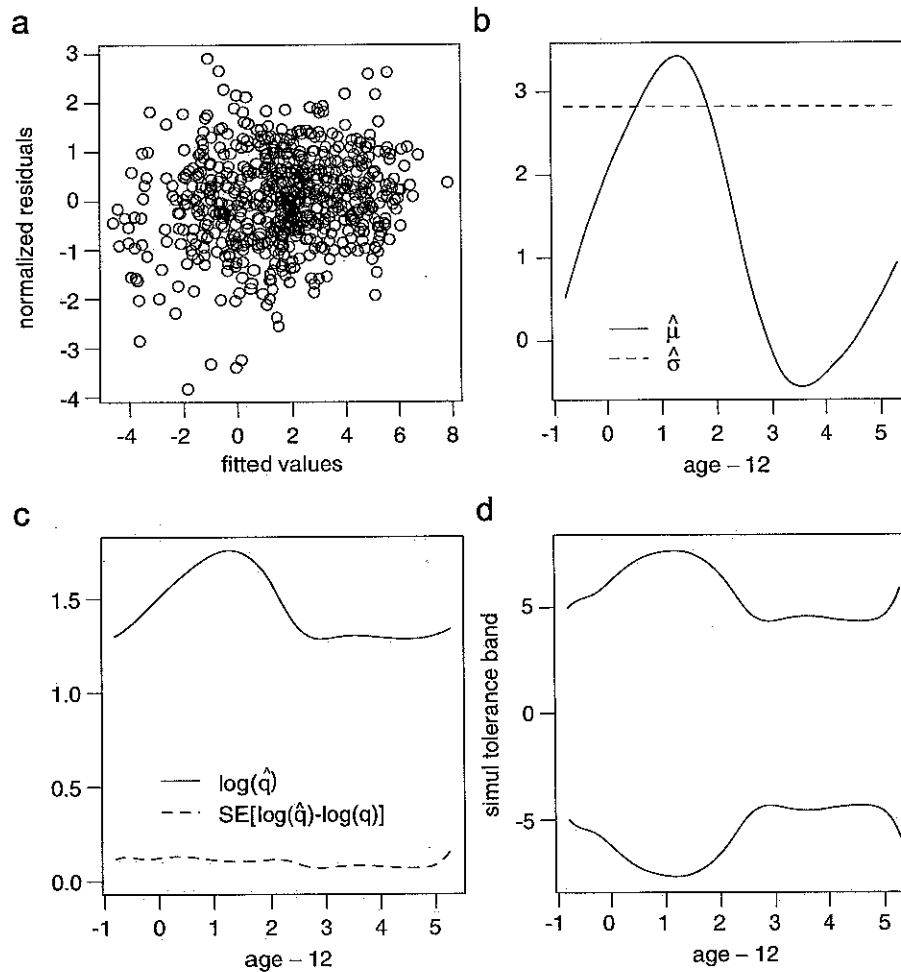 a
3
2
1
0
-1
-2
-3
-4
normalized residuals
-4 -2 0 2 4 6 8
fitted values
b
3
2
1
0
μ̂
σ̂
-1 0 1 2 3 4 5
age – 12
c
1.5
1.0
0.5
0.0
log(q̂)
SE[log(q̂)-log(q)]
-1 0 1 2 3 4 5
age – 12
d
5
0
-5
simul tolerance band
-1 0 1 2 3 4 5
age – 12